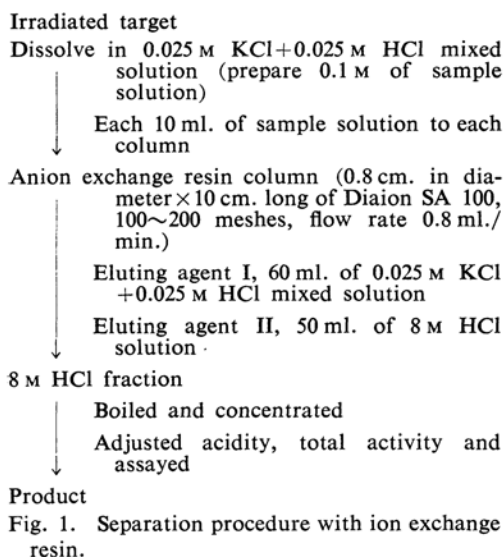 Irradiated target
Dissolve in 0.025 M KCl+0.025 M HCl mixed
solution (prepare 0.1 M of sample
solution)
Each 10 ml. of sample solution to each
column
Anion exchange resin column (0.8 cm. in dia-
meter×10 cm. long of Diaion SA 100,
100~200 meshes, flow rate 0.8 ml./
min.)
Eluting agent I, 60 ml. of 0.025 M KCl
+0.025 M HCl mixed solution
Eluting agent II, 50 ml. of 8 M HCl
solution
8 M HCl fraction
Boiled and concentrated
Adjusted acidity, total activity and
assayed
Product
Fig. 1. Separation procedure with ion exchange
resin.